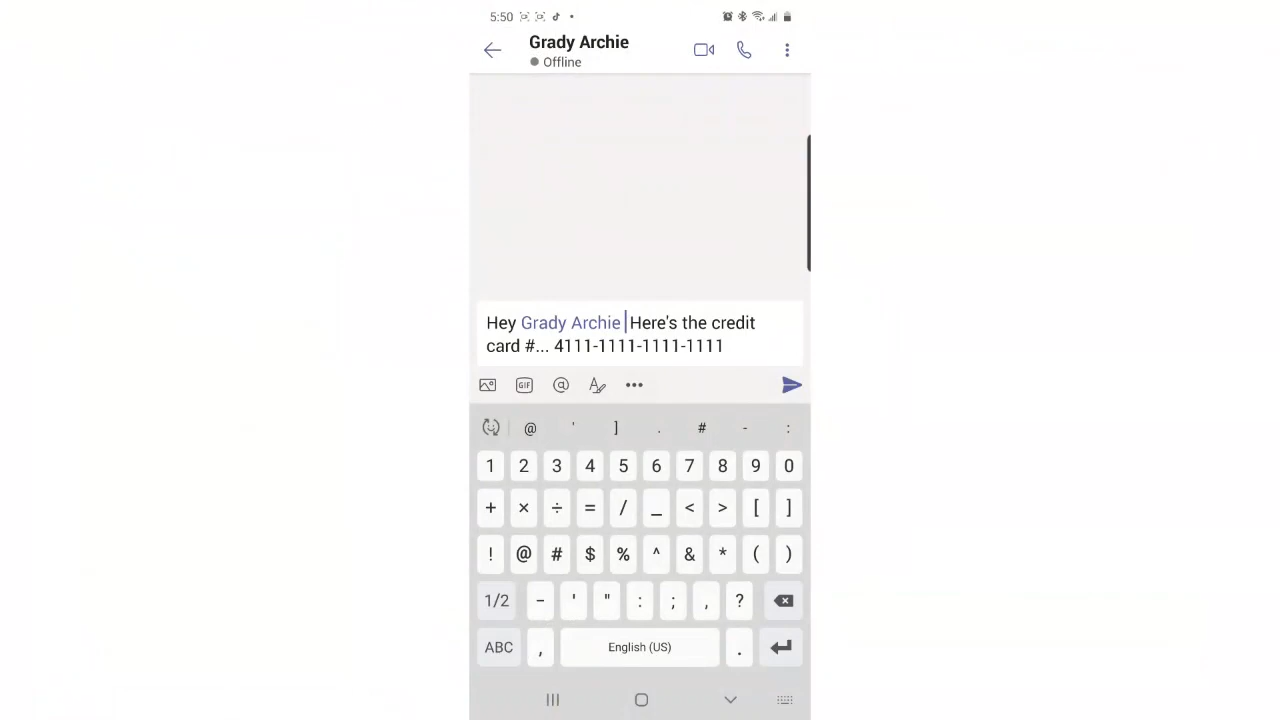 5:50
Grady Archie
Offline
Hey Grady Archie Here's the credit
card #... 4111-1111-1111-1111
GIF @ A
@ ' ] . # - :
1 2 3 4 5 6 7 8 9 0
+ × ÷ = / _ < > [ ]
! @ # $ % ^ & * ( )
1/2 - ' " : ; , ?
ABC , English (US) .